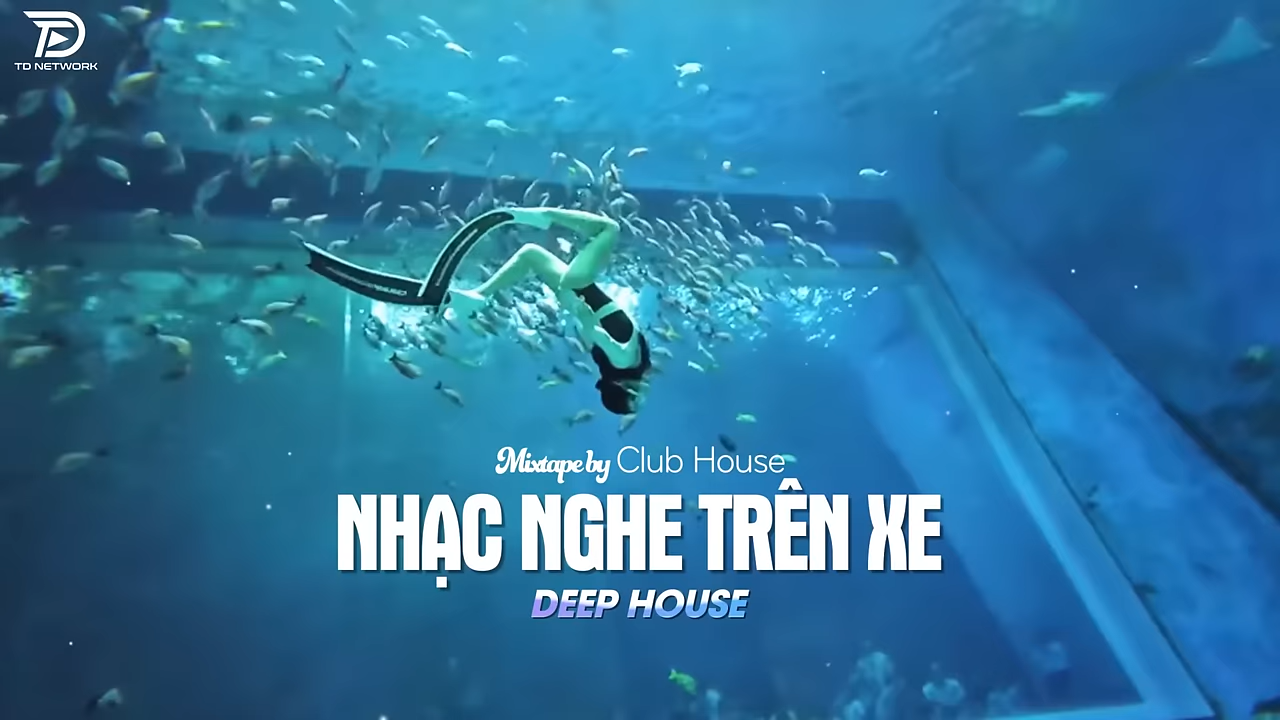 TD NETWORK
Mixtape by Club House
NHẠC NGHE TRÊN XE
DEEP HOUSE